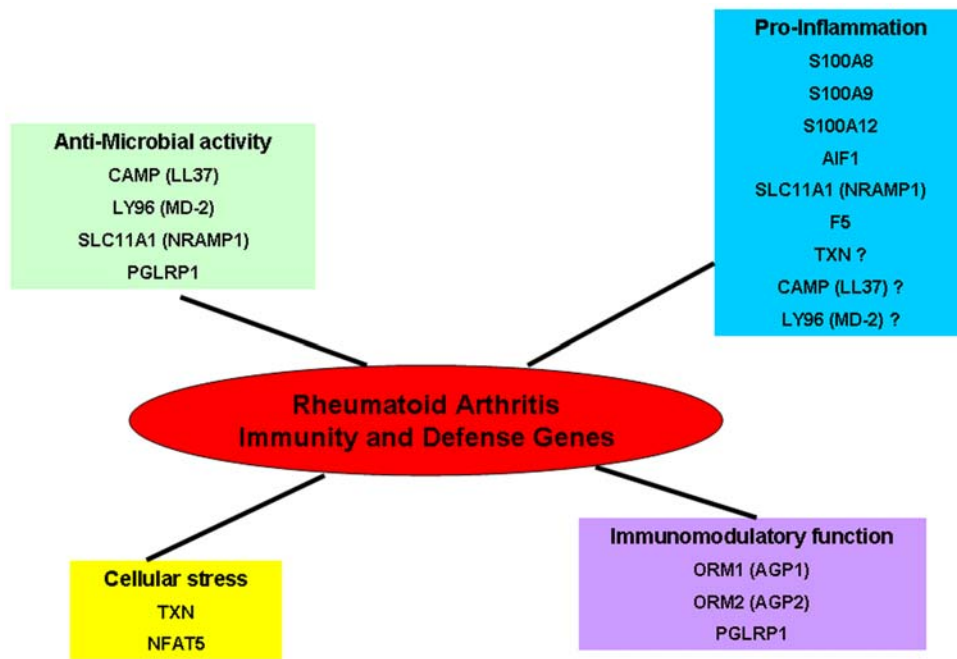 Pro-Inflammation
S100A8
S100A9
S100A12
AIF1
SLC11A1 (NRAMP1)
F5
TXN ?
CAMP (LL37) ?
LY96 (MD-2) ?
Anti-Microbial activity
CAMP (LL37)
LY96 (MD-2)
SLC11A1 (NRAMP1)
PGLRP1
Rheumatoid Arthritis
Immunity and Defense Genes
Cellular stress
TXN
NFAT5
Immunomodulatory function
ORM1 (AGP1)
ORM2 (AGP2)
PGLRP1